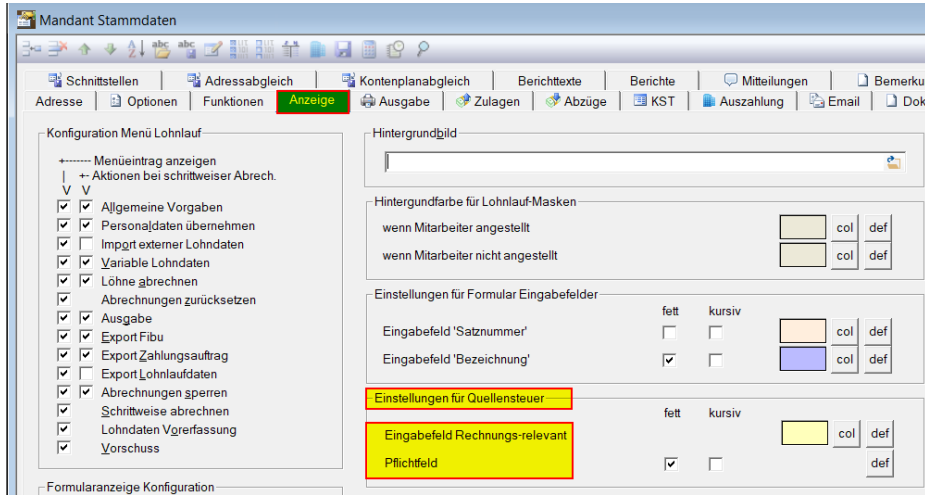 Mandant Stammdaten
Schnittstellen Adressabgleich Kontenplanabgleich Berichttexte Berichte Mitteilungen Bemerku
Adresse Optionen Funktionen Anzeige Ausgabe Zulagen Abzüge KST Auszahlung Email Dok
Konfiguration Menü Lohnlauf
+------- Menüeintrag anzeigen
| +- Aktionen bei schrittweiser Abrech.
V V
Allgemeine Vorgaben
Personaldaten übernehmen
Import externer Lohndaten
Variable Lohndaten
Löhne abrechnen
Abrechnungen zurücksetzen
Ausgabe
Export Fibu
Export Zahlungsauftrag
Export Lohnlaufdaten
Abrechnungen sperren
Schrittweise abrechnen
Lohndaten Vorerfassung
Vorschuss
Formularanzeige Konfiguration
Hintergrundbild
Hintergundfarbe für Lohnlauf-Masken
wenn Mitarbeiter angestellt col def
wenn Mitarbeiter nicht angestellt col def
Einstellungen für Formular Eingabefelder
fett kursiv
Eingabefeld 'Satznummer' col def
Eingabefeld 'Bezeichnung' col def
Einstellungen für Quellensteuer
fett kursiv
Eingabefeld Rechnungs-relevant col def
Pflichtfeld def